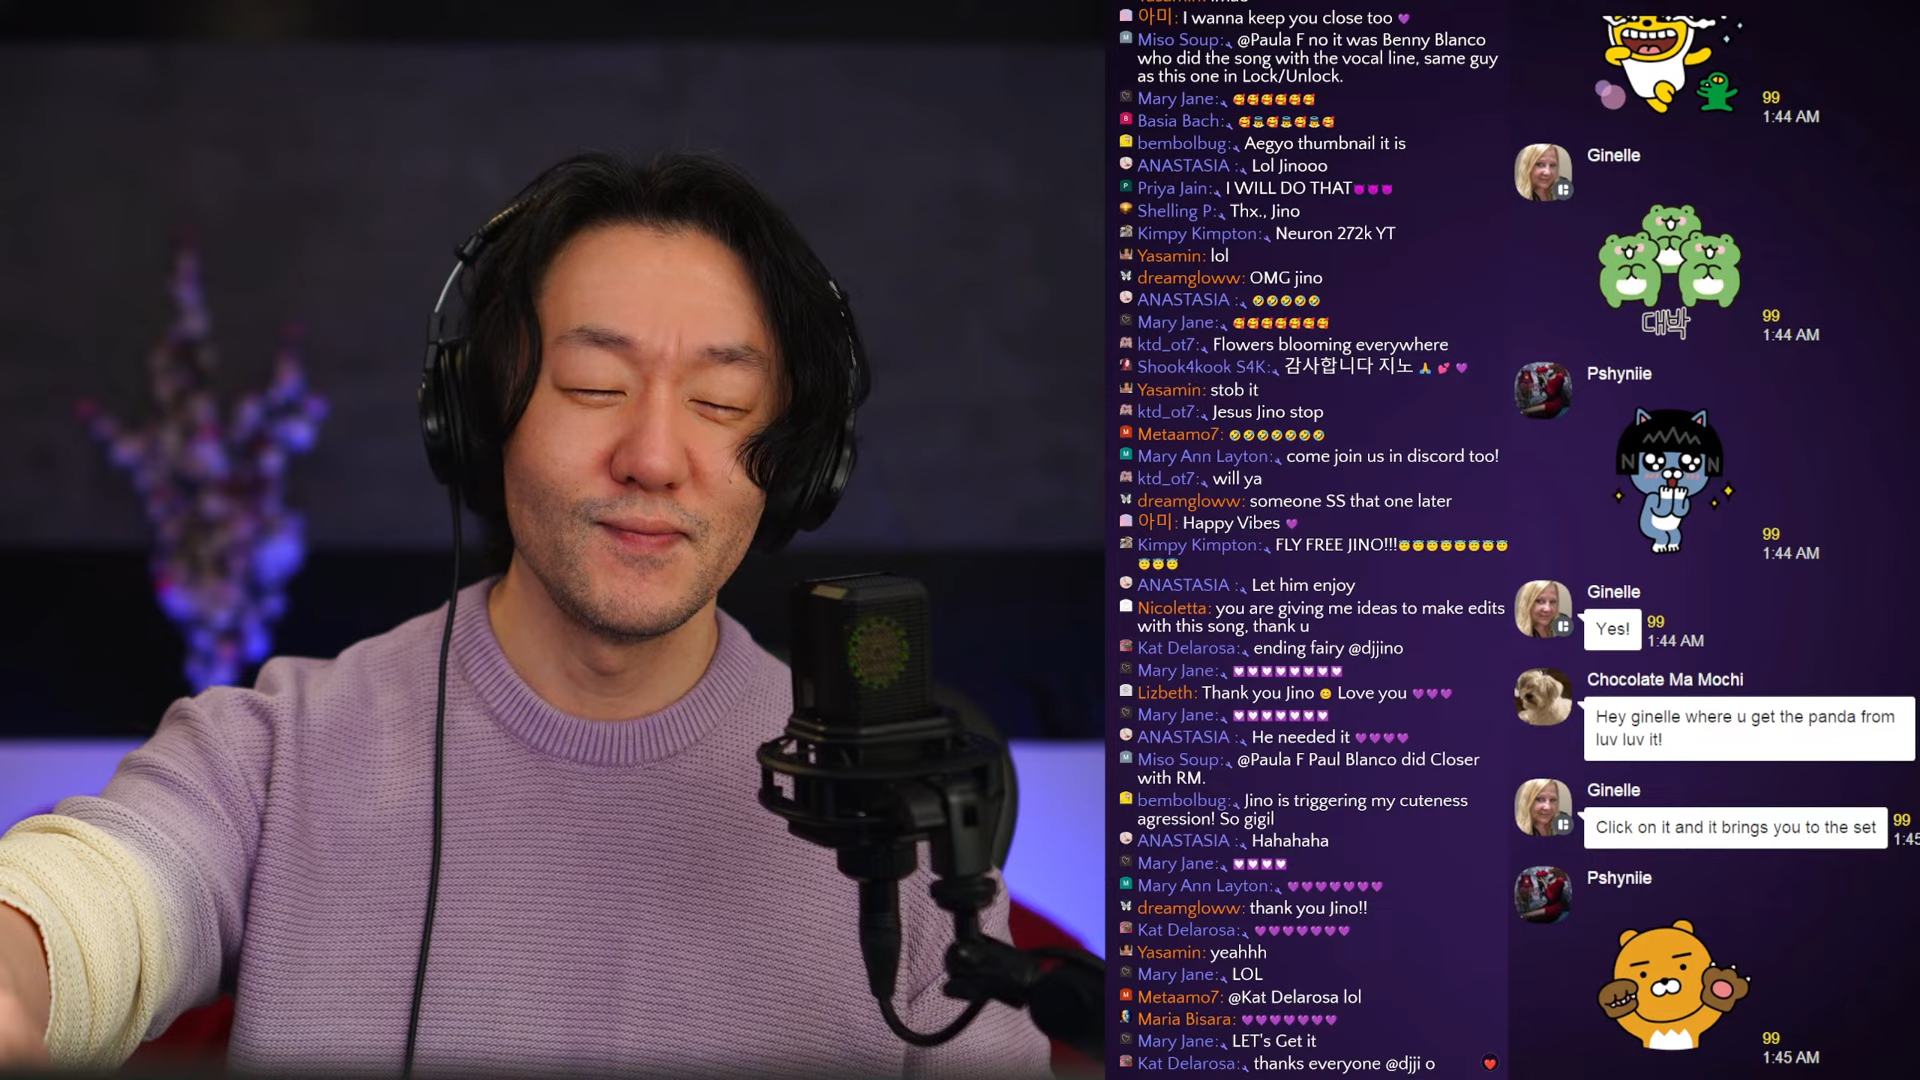 아미: I wanna keep you close too
Miso Soup: @Paula F no it was Benny Blanco
who did the song with the vocal line, same guy
as this one in Lock/Unlock.
Mary Jane:
Basia Bach:
bembolbug: Aegyo thumbnail it is
ANASTASIA : Lol Jinooo
Priya Jain: I WILL DO THAT
Shelling P: Thx., Jino
Kimpy Kimpton: Neuron 272k YT
Yasamin: lol
dreamgloww: OMG jino
ANASTASIA :
Mary Jane:
ktd_ot7: Flowers blooming everywhere
Shook4kook S4K: 감사합니다 지노
Yasamin: stob it
ktd_ot7: Jesus Jino stop
Metaamo7:
Mary Ann Layton: come join us in discord too!
ktd_ot7: will ya
dreamgloww: someone SS that one later
아미: Happy Vibes
Kimpy Kimpton: FLY FREE JINO!!!
ANASTASIA : Let him enjoy
Nicoletta: you are giving me ideas to make edits
with this song, thank u
Kat Delarosa: ending fairy @djjino
Mary Jane:
Lizbeth: Thank you Jino Love you
Mary Jane:
ANASTASIA : He needed it
Miso Soup: @Paula F Paul Blanco did Closer
with RM.
bembolbug: Jino is triggering my cuteness
agression! So gigil
ANASTASIA : Hahahaha
Mary Jane:
Mary Ann Layton:
dreamgloww: thank you Jino!!
Kat Delarosa:
Yasamin: yeahhh
Mary Jane: LOL
Metaamo7: @Kat Delarosa lol
Maria Bisara:
Mary Jane: LET's Get it
Kat Delarosa: thanks everyone @djji o
99
1:44 AM
Ginelle
대박
99
1:44 AM
Pshyniie
N N
99
1:44 AM
Ginelle
Yes!
99
1:44 AM
Chocolate Ma Mochi
Hey ginelle where u get the panda from
luv luv it!
Ginelle
Click on it and it brings you to the set
99
1:45
Pshyniie
99
1:45 AM